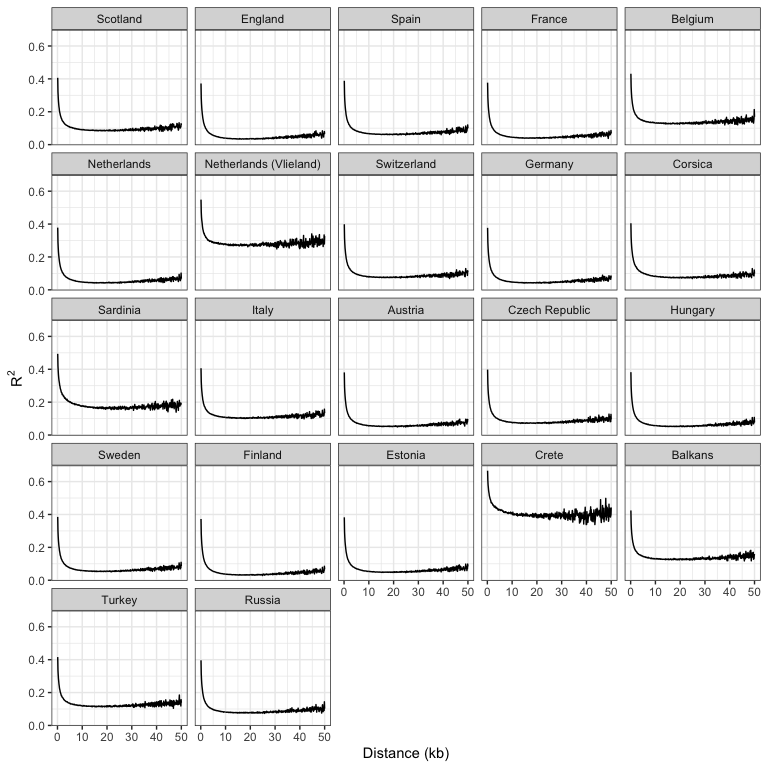 Scotland England Spain France Belgium
0.6
0.4
0.2
0.0
Netherlands Netherlands (Vlieland) Switzerland Germany Corsica
0.6
0.4
0.2
0.0
Sardinia Italy Austria Czech Republic Hungary
0.6
0.4
0.2
0.0
R²
Sweden Finland Estonia Crete Balkans
0.6
0.4
0.2
0.0
0 10 20 30 40 50 0 10 20 30 40 50 0 10 20 30 40 50
Turkey Russia
0.6
0.4
0.2
0.0
0 10 20 30 40 50 0 10 20 30 40 50
Distance (kb)